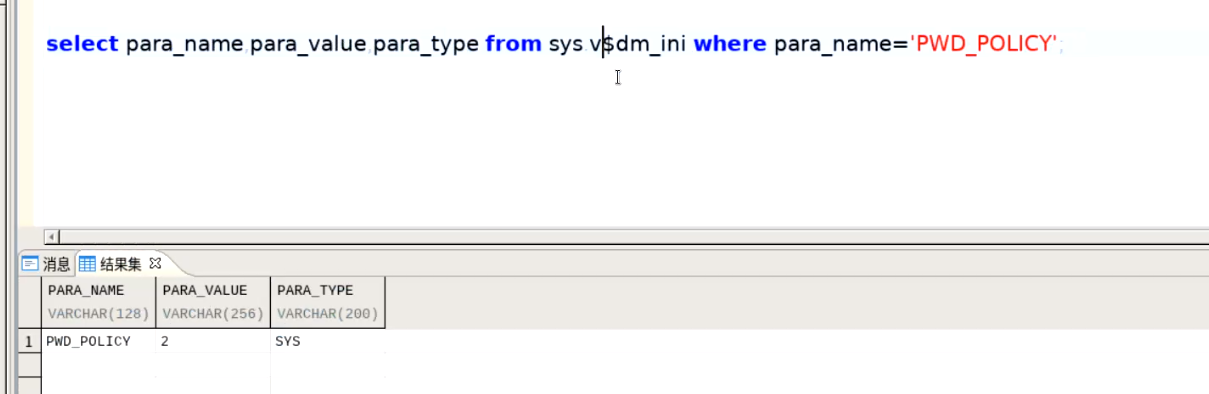 select para_name,para_value,para_type from sys.v$dm_ini where para_name='PWD_POLICY';
消息 结果集
PARA_NAME PARA_VALUE PARA_TYPE
VARCHAR(128) VARCHAR(256) VARCHAR(200)
1 PWD_POLICY 2 SYS